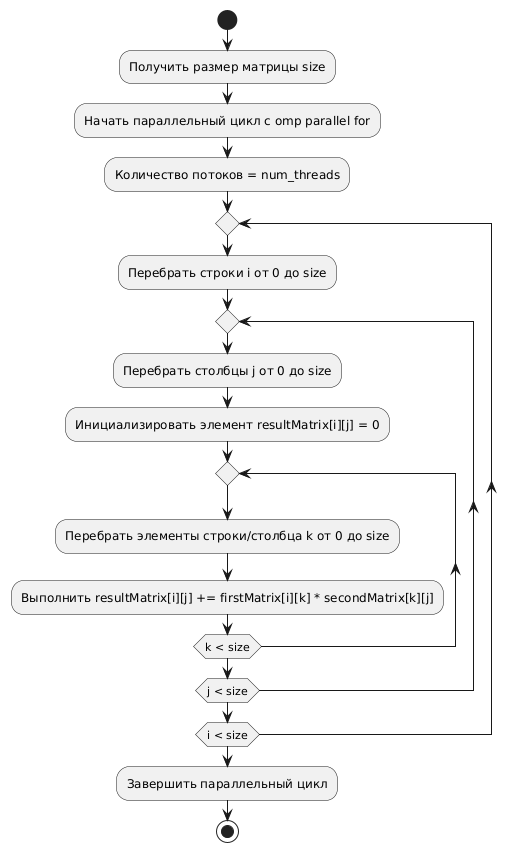 Получить размер матрицы size
Начать параллельный цикл с omp parallel for
Количество потоков = num_threads
Перебрать строки i от 0 до size
Перебрать столбцы j от 0 до size
Инициализировать элемент resultMatrix[i][j] = 0
Перебрать элементы строки/столбца k от 0 до size
Выполнить resultMatrix[i][j] += firstMatrix[i][k] * secondMatrix[k][j]
k < size
j < size
i < size
Завершить параллельный цикл